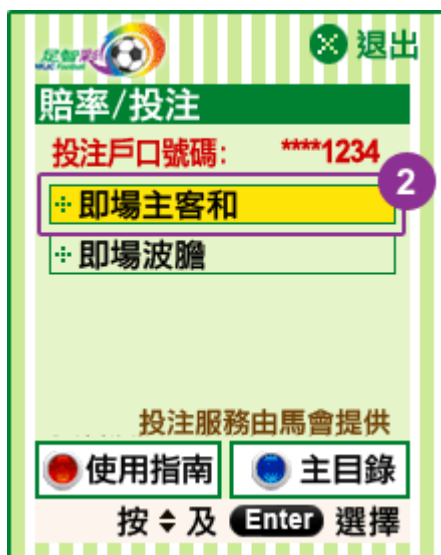 足智彩
HKJC Football
退出
賠率/投注
投注戶口號碼: ****1234
2
即場主客和
即場波膽
投注服務由馬會提供
使用指南 主目錄
按 及 Enter 選擇